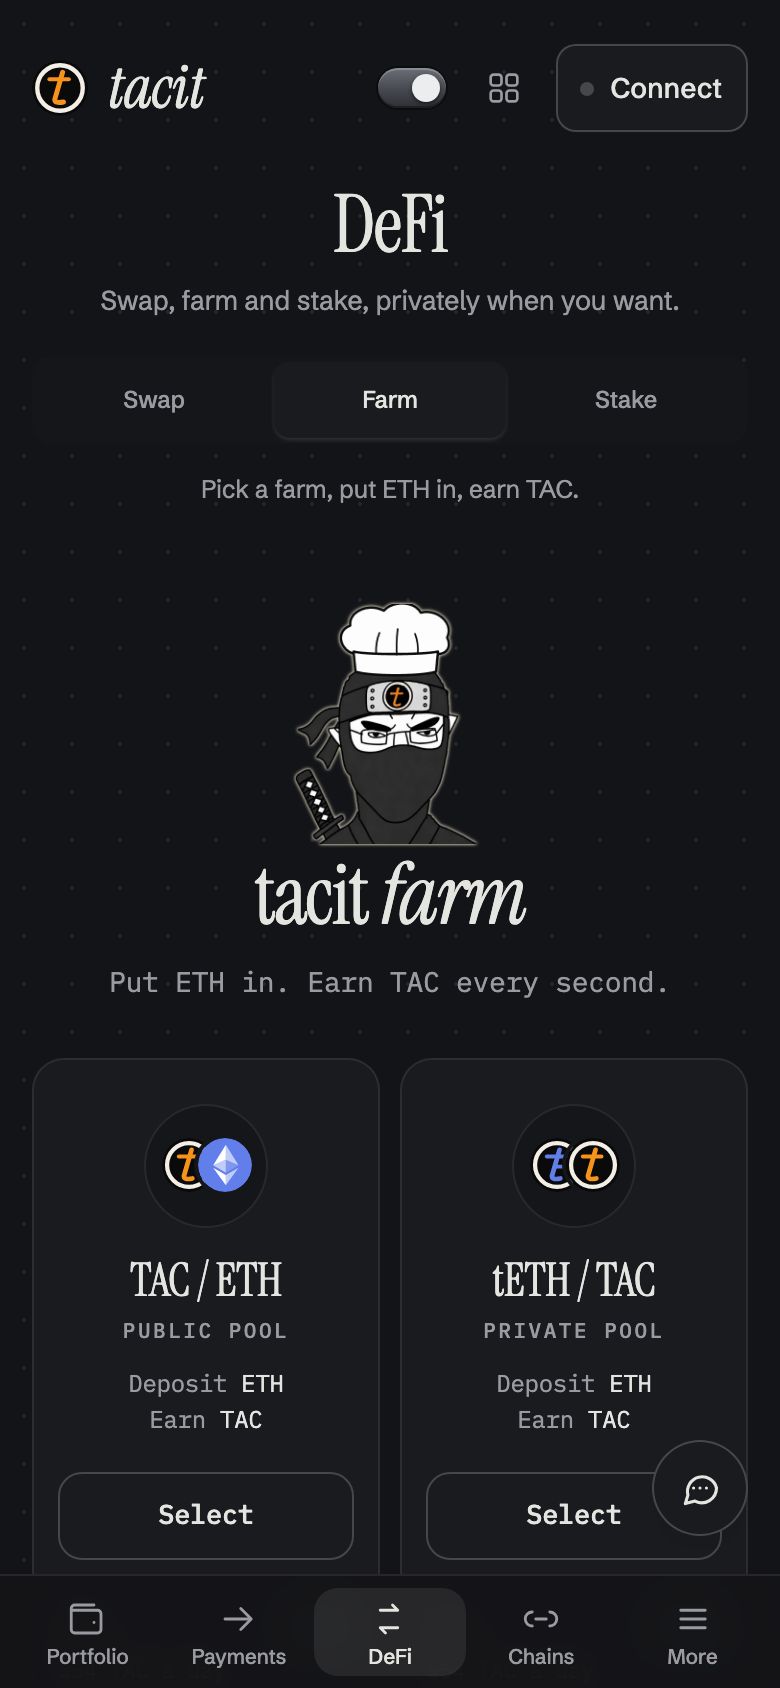 tacit
Connect
DeFi
Swap, farm and stake, privately when you want.
Swap
Farm
Stake
Pick a farm, put ETH in, earn TAC.
tacit farm
Put ETH in. Earn TAC every second.
TAC / ETH
PUBLIC POOL
Deposit ETH
Earn TAC
Select
tETH / TAC
PRIVATE POOL
Deposit ETH
Earn TAC
Select
Portfolio
Payments
DeFi
Chains
More